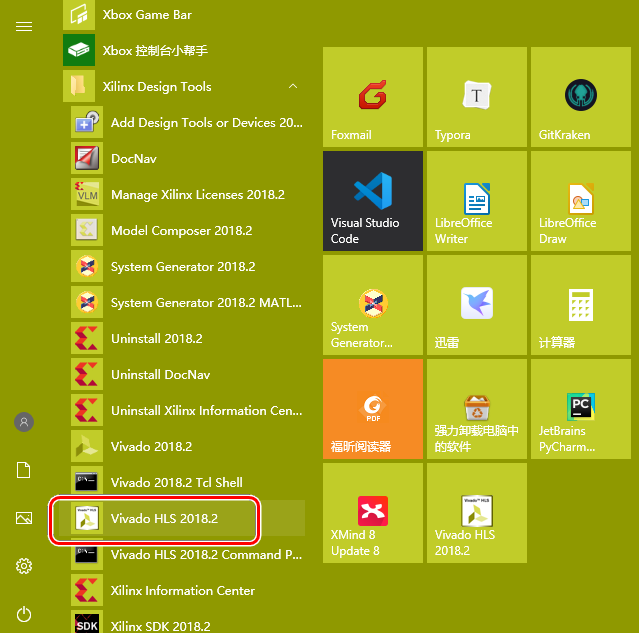 Xbox Game Bar
Xbox 控制台小帮手
Xilinx Design Tools
Add Design Tools or Devices 20...
DocNav
VLM
Manage Xilinx Licenses 2018.2
Model Composer 2018.2
System Generator 2018.2
System Generator 2018.2 MATL...
Uninstall 2018.2
Uninstall DocNav
Uninstall Xilinx Information Cen...
Vivado 2018.2
Vivado 2018.2 Tcl Shell
Vivado HLS 2018.2
Vivado HLS 2018.2 Command P...
Xilinx Information Center
SDK
Xilinx SDK 2018.2
Foxmail
T
Typora
GitKraken
Visual Studio
Code
LibreOffice
Writer
LibreOffice
Draw
System
Generator...
迅雷
计算器
PDF
福昕阅读器
强力卸载电脑中
的软件
PC
JetBrains
PyCharm...
XMind 8
Update 8
Vivado HLS
Vivado HLS
2018.2